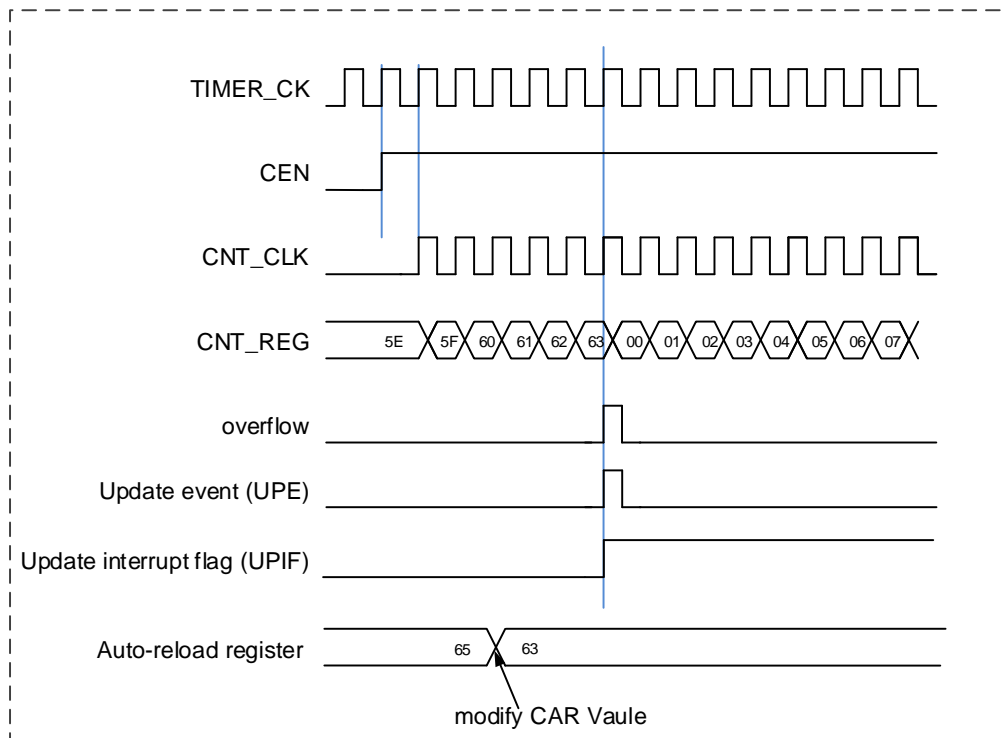 TIMER_CK
CEN
CNT_CLK
CNT_REG 5E 5F 60 61 62 63 00 01 02 03 04 05 06 07
overflow
Update event (UPE)
Update interrupt flag (UPIF)
Auto-reload register 65 63
modify CAR Vaule